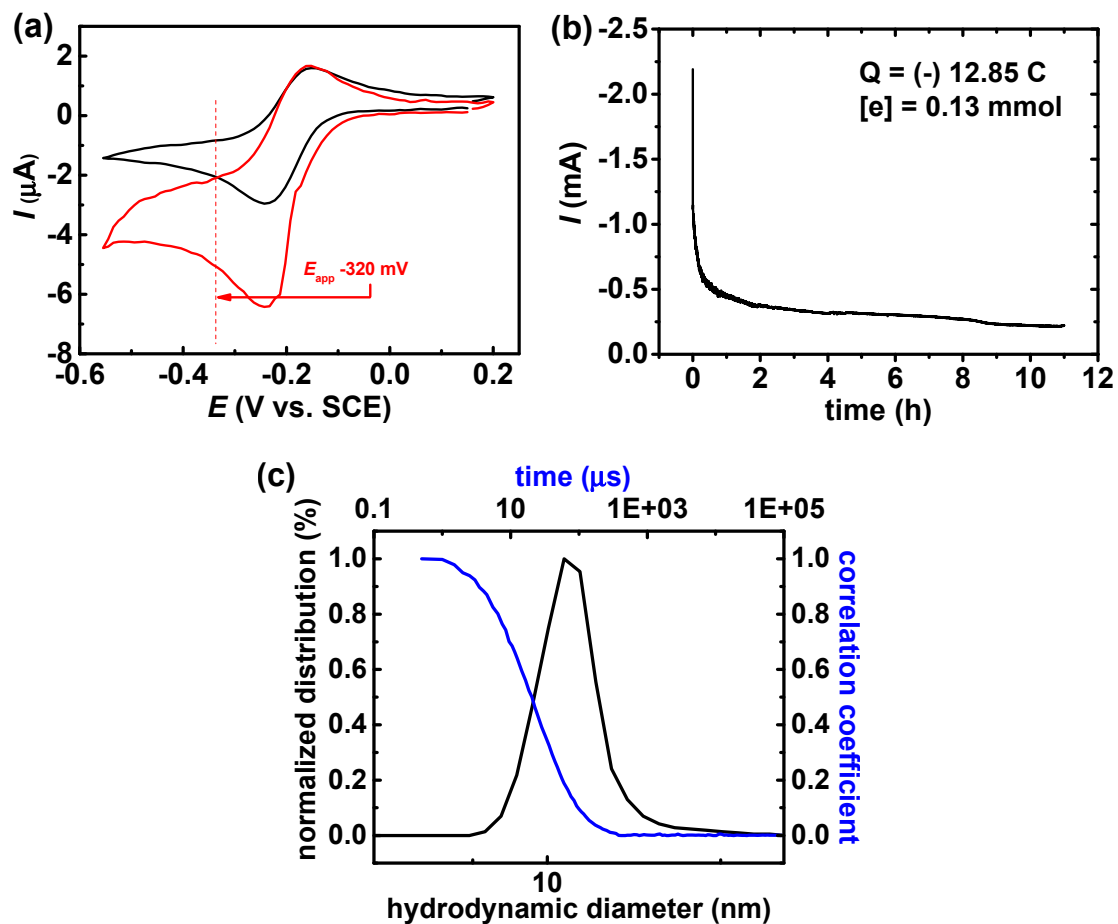 (a)
2
0
-2
-4
-6
-8
I (μA)
E_app -320 mV
-0.6 -0.4 -0.2 0.0 0.2
E (V vs. SCE)
(b)
-2.5
-2.0
-1.5
-1.0
-0.5
0.0
I (mA)
Q = (-) 12.85 C
[e] = 0.13 mmol
0 2 4 6 8 10 12
time (h)
(c)
time (μs)
0.1 10 1E+03 1E+05
normalized distribution (%)
1.0
0.8
0.6
0.4
0.2
0.0
1.0
0.8
0.6
0.4
0.2
0.0
correlation coefficient
10
hydrodynamic diameter (nm)